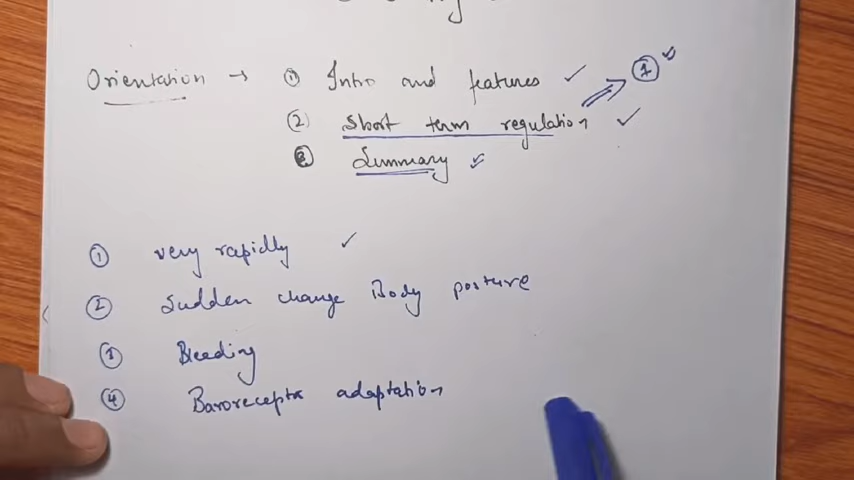 Orientation → ① Intro and features ✓
② Short term regulation ✓ ⇒ ① ✓
③ Summary ✓
① very rapidly ✓
② Sudden change Body posture
③ Bleeding
④ Baroreceptor adaptation